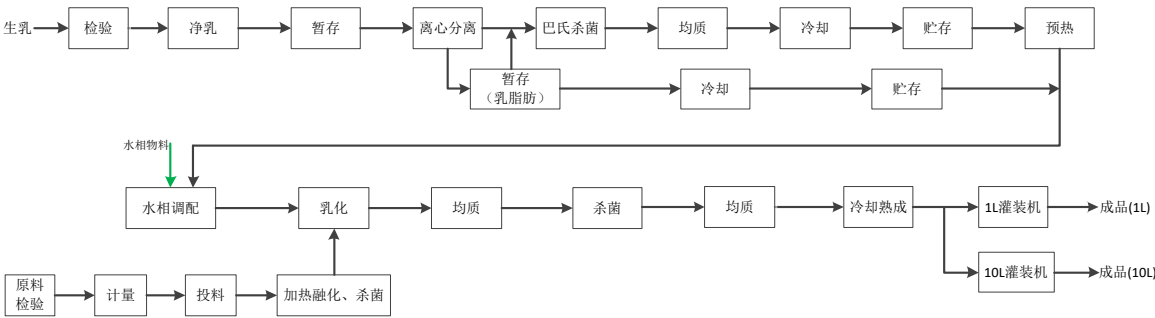 生乳
检验
净乳
暂存
离心分离
巴氏杀菌
均质
冷却
贮存
预热
暂存
（乳脂肪）
冷却
贮存
水相物料
水相调配
乳化
均质
杀菌
均质
冷却熟成
1L灌装机
成品(1L)
10L灌装机
成品(10L)
原料
检验
计量
投料
加热融化、杀菌